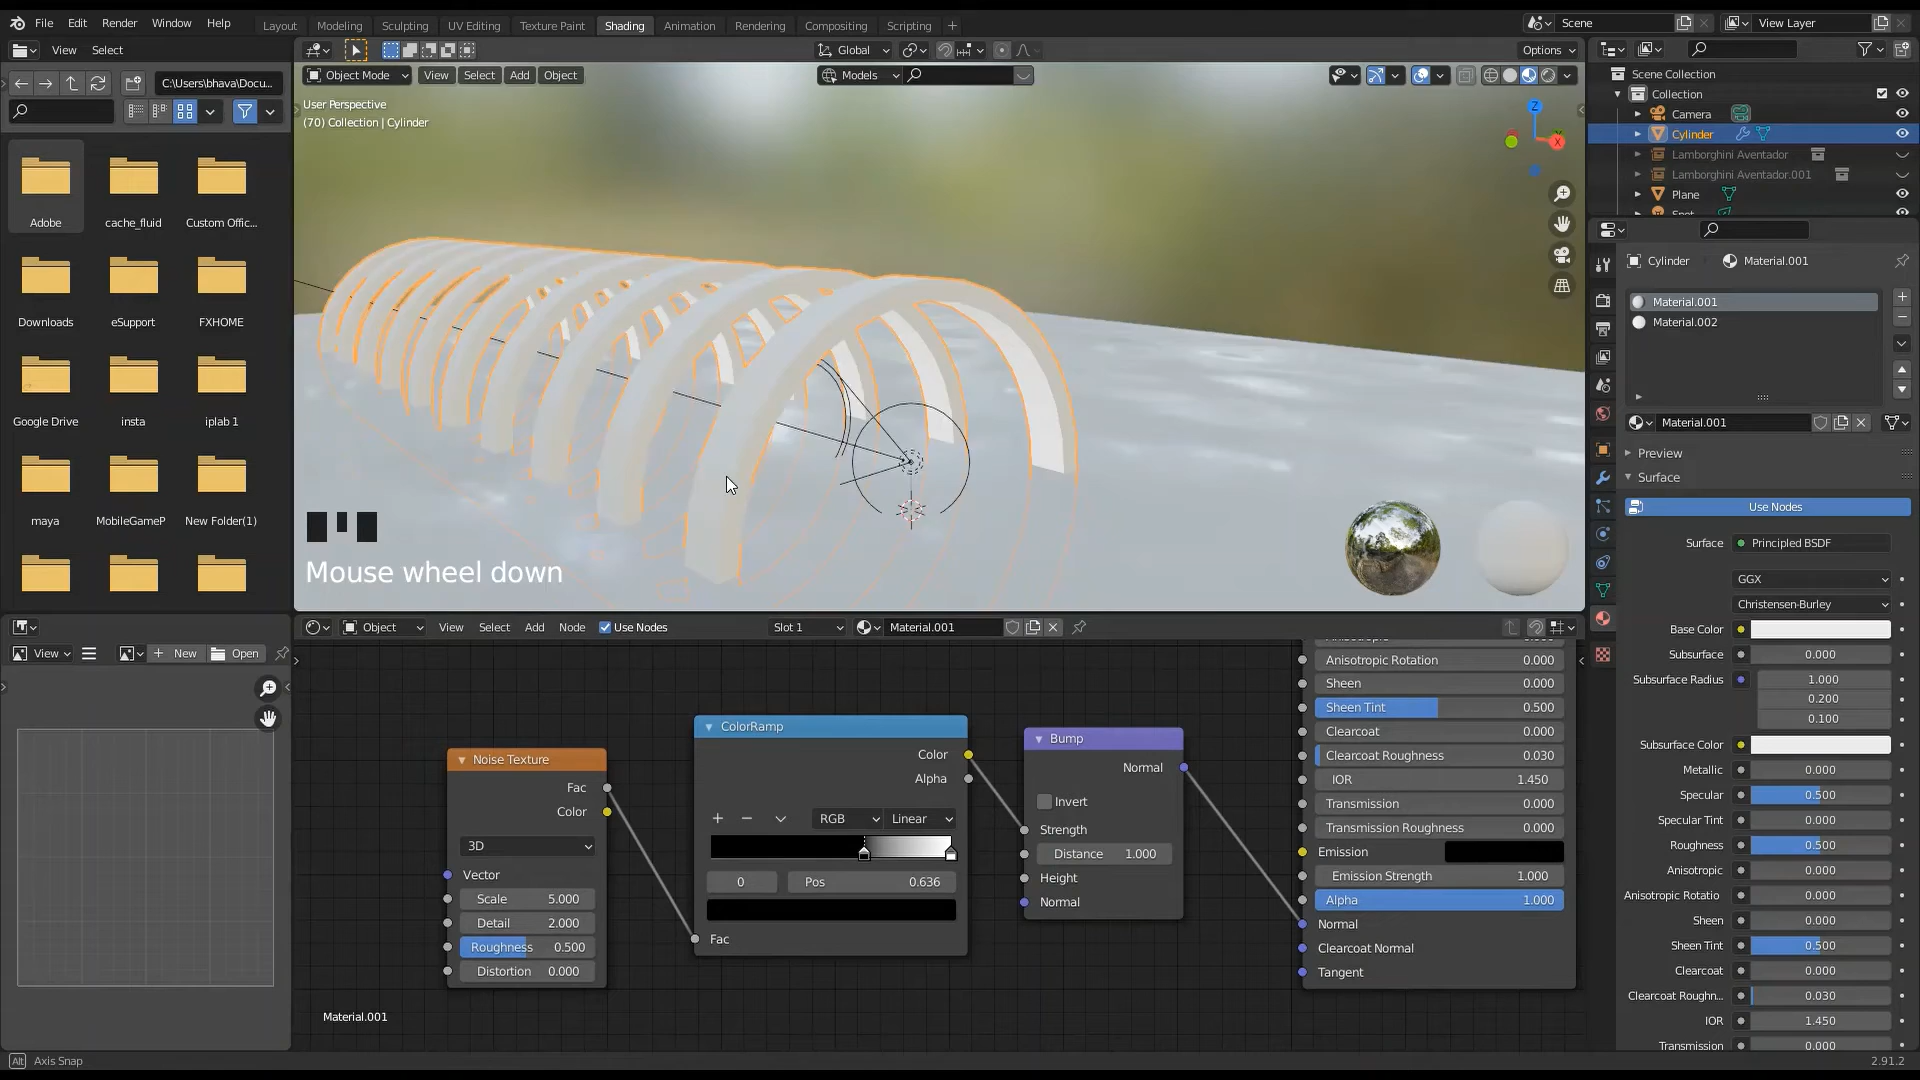 File Edit Render Window Help Layout Modeling Sculpting UV Editing Texture Paint Shading Animation Rendering Compositing Scripting + Scene View Layer
View Select Global Options
C:\Users\bhava\Docu... Object Mode View Select Add Object Models
User Perspective
(70) Collection | Cylinder
Z
X
Scene Collection
Collection
Camera
Cylinder
Lamborghini Aventador
Lamborghini Aventador.001
Plane
Spot
Adobe cache_fluid Custom Offic...
Downloads eSupport FXHOME
Google Drive insta iplab 1
maya MobileGameP New Folder(1)
Mouse wheel down
Cylinder Material.001
Material.001
Material.002
Material.001
Preview
Surface
Use Nodes
Surface Principled BSDF
GGX
Christensen-Burley
Base Color
Subsurface 0.000
Subsurface Radius 1.000
0.200
0.100
Subsurface Color
Metallic 0.000
Specular 0.500
Specular Tint 0.000
Roughness 0.500
Anisotropic 0.000
Anisotropic Rotatio 0.000
Sheen 0.000
Sheen Tint 0.500
Clearcoat 0.000
Clearcoat Roughn... 0.030
IOR 1.450
Transmission 0.000
View + New Open
Object View Select Add Node Use Nodes Slot 1 Material.001
Noise Texture
Fac
Color
3D
Vector
Scale 5.000
Detail 2.000
Roughness 0.500
Distortion 0.000
ColorRamp
Color
Alpha
+ − RGB Linear
0 Pos 0.636
Fac
Bump
Normal
Invert
Strength
Distance 1.000
Height
Normal
Anisotropic 0.000
Anisotropic Rotation 0.000
Sheen 0.000
Sheen Tint 0.500
Clearcoat 0.000
Clearcoat Roughness 0.030
IOR 1.450
Transmission 0.000
Transmission Roughness 0.000
Emission
Emission Strength 1.000
Alpha 1.000
Normal
Clearcoat Normal
Tangent
Material.001
Alt Axis Snap 2.91.2